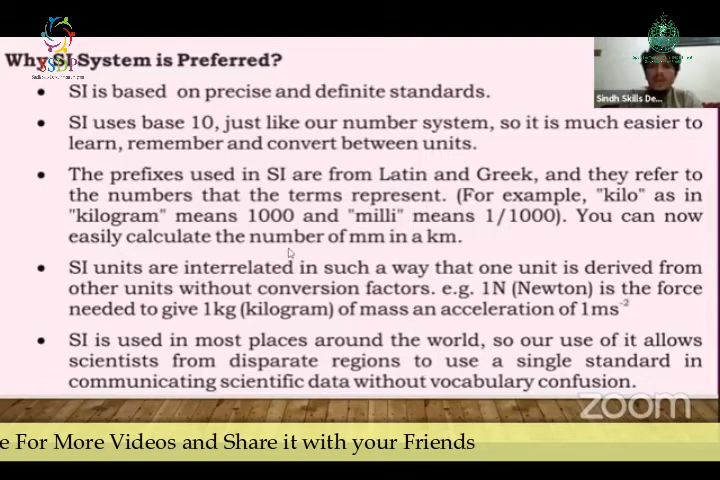 Why SI System is Preferred?
SSDP
Sindh Skills De...
• SI is based on precise and definite standards.
• SI uses base 10, just like our number system, so it is much easier to
learn, remember and convert between units.
• The prefixes used in SI are from Latin and Greek, and they refer to
the numbers that the terms represent. (For example, "kilo" as in
"kilogram" means 1000 and "milli" means 1/1000). You can now
easily calculate the number of mm in a km.
• SI units are interrelated in such a way that one unit is derived from
other units without conversion factors. e.g. 1N (Newton) is the force
needed to give 1kg (kilogram) of mass an acceleration of 1ms⁻²
• SI is used in most places around the world, so our use of it allows
scientists from disparate regions to use a single standard in
communicating scientific data without vocabulary confusion.
zoom
e For More Videos and Share it with your Friends